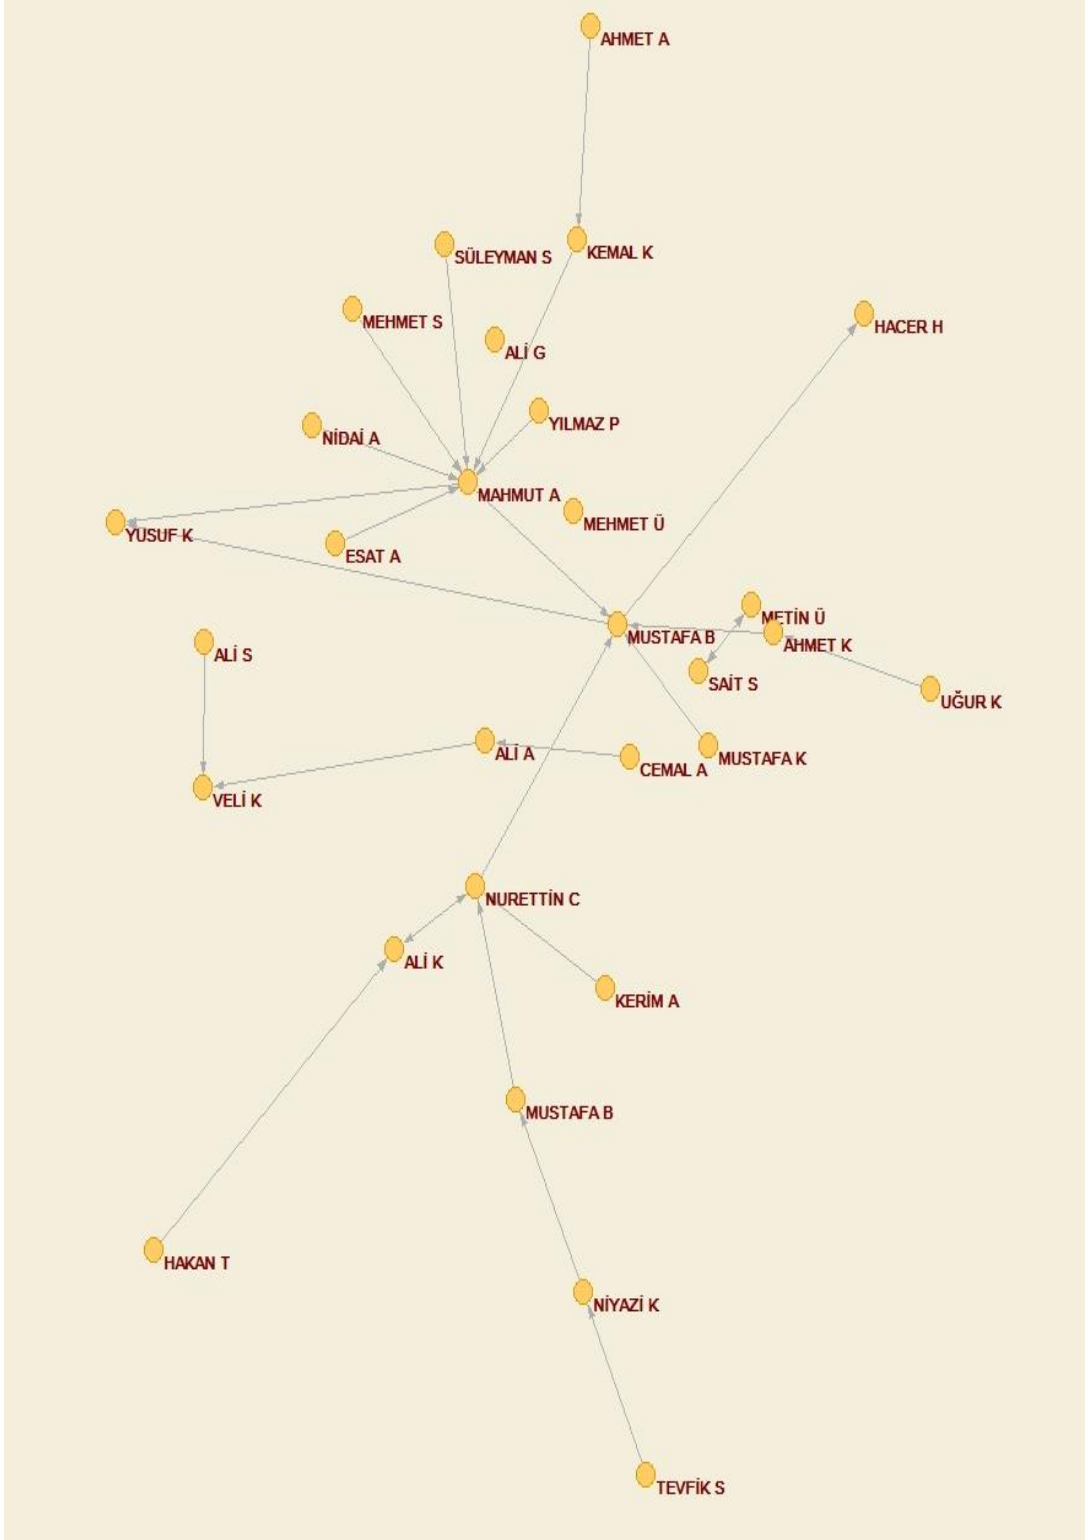 AHMET A
SÜLEYMAN S
KEMAL K
MEHMET S
HACER H
ALİ G
YILMAZ P
NİDAİ A
MAHMUT A
MEHMET Ü
YUSUF K
ESAT A
METİN Ü
MUSTAFA B
AHMET K
ALİ S
SAİT S
UĞUR K
ALİ A
MUSTAFA K
CEMAL A
VELİ K
NURETTİN C
ALİ K
KERİM A
MUSTAFA B
HAKAN T
NİYAZİ K
TEVFİK S